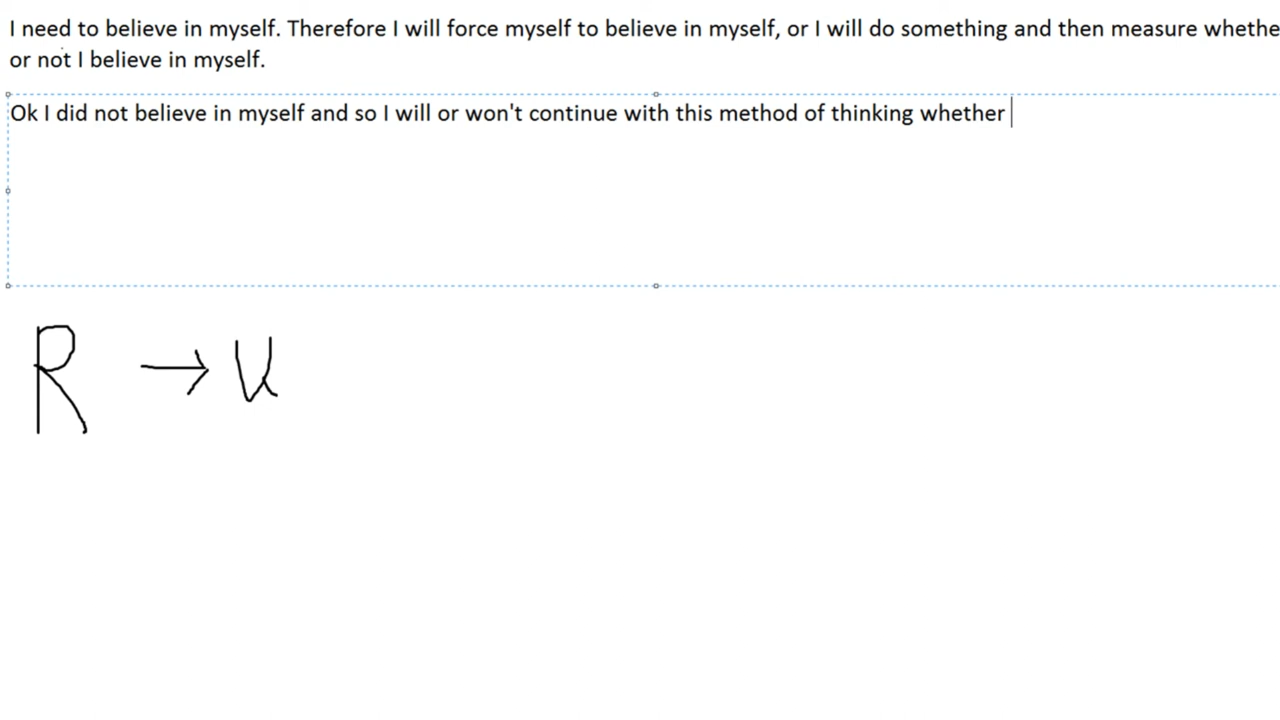 I need to believe in myself. Therefore I will force myself to believe in myself, or I will do something and then measure whethe
or not I believe in myself.
Ok I did not believe in myself and so I will or won't continue with this method of thinking whether
R → u